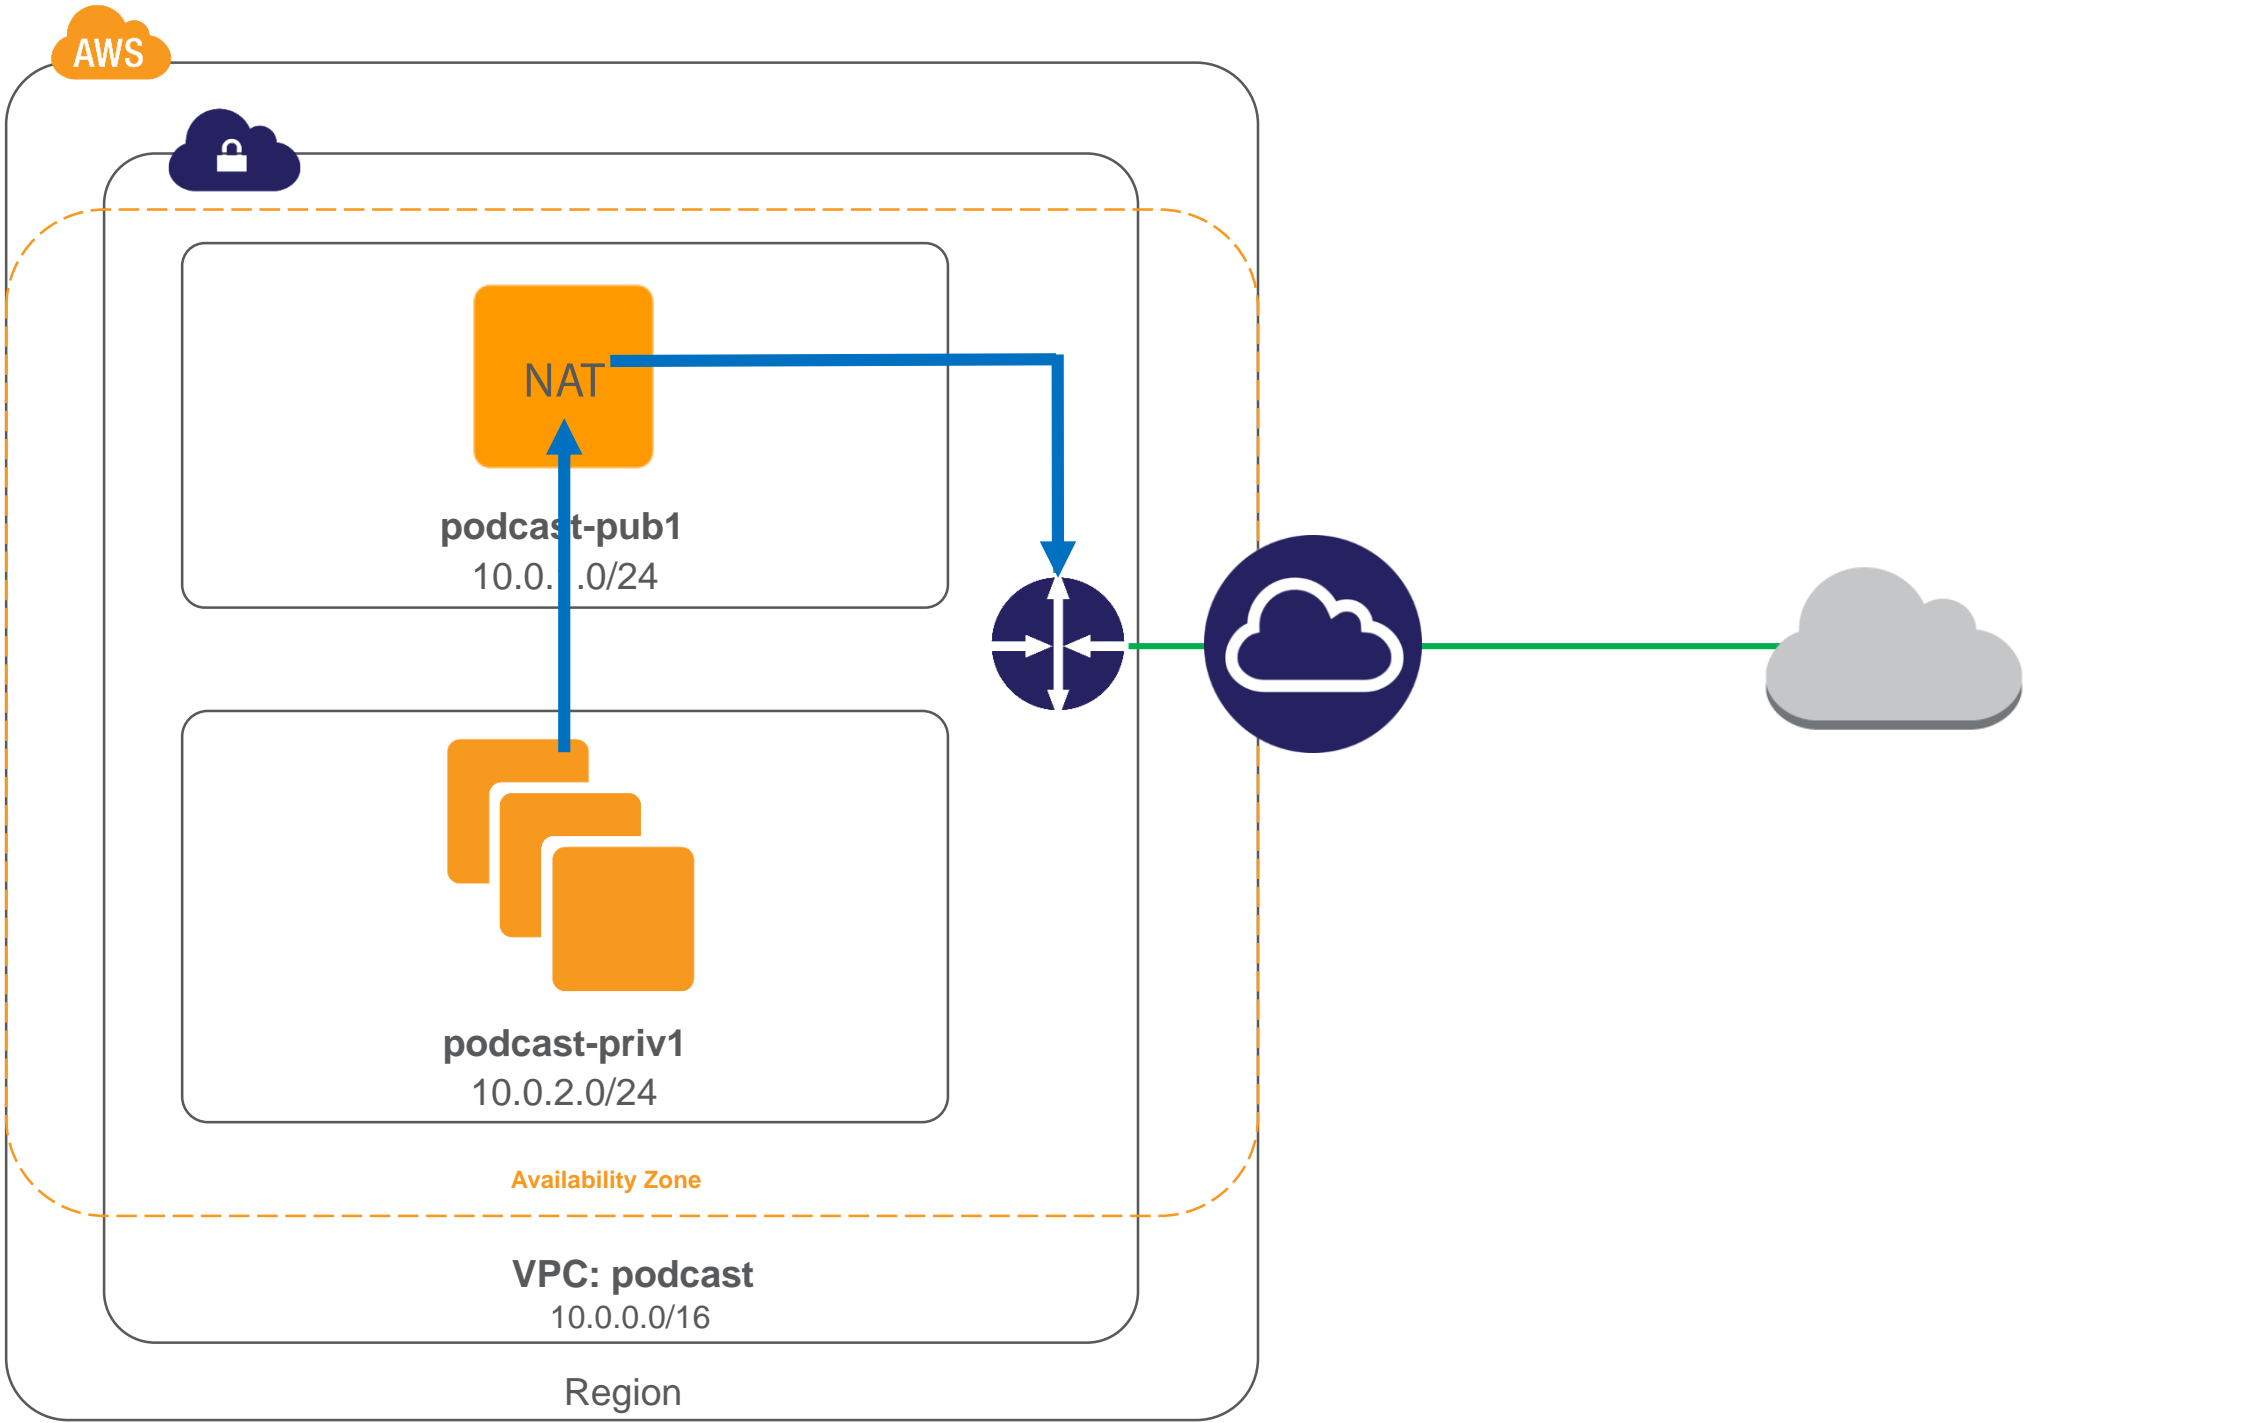 AWS
NAT
podcast-pub1
10.0. .0/24
podcast-priv1
10.0.2.0/24
Availability Zone
VPC: podcast
10.0.0.0/16
Region